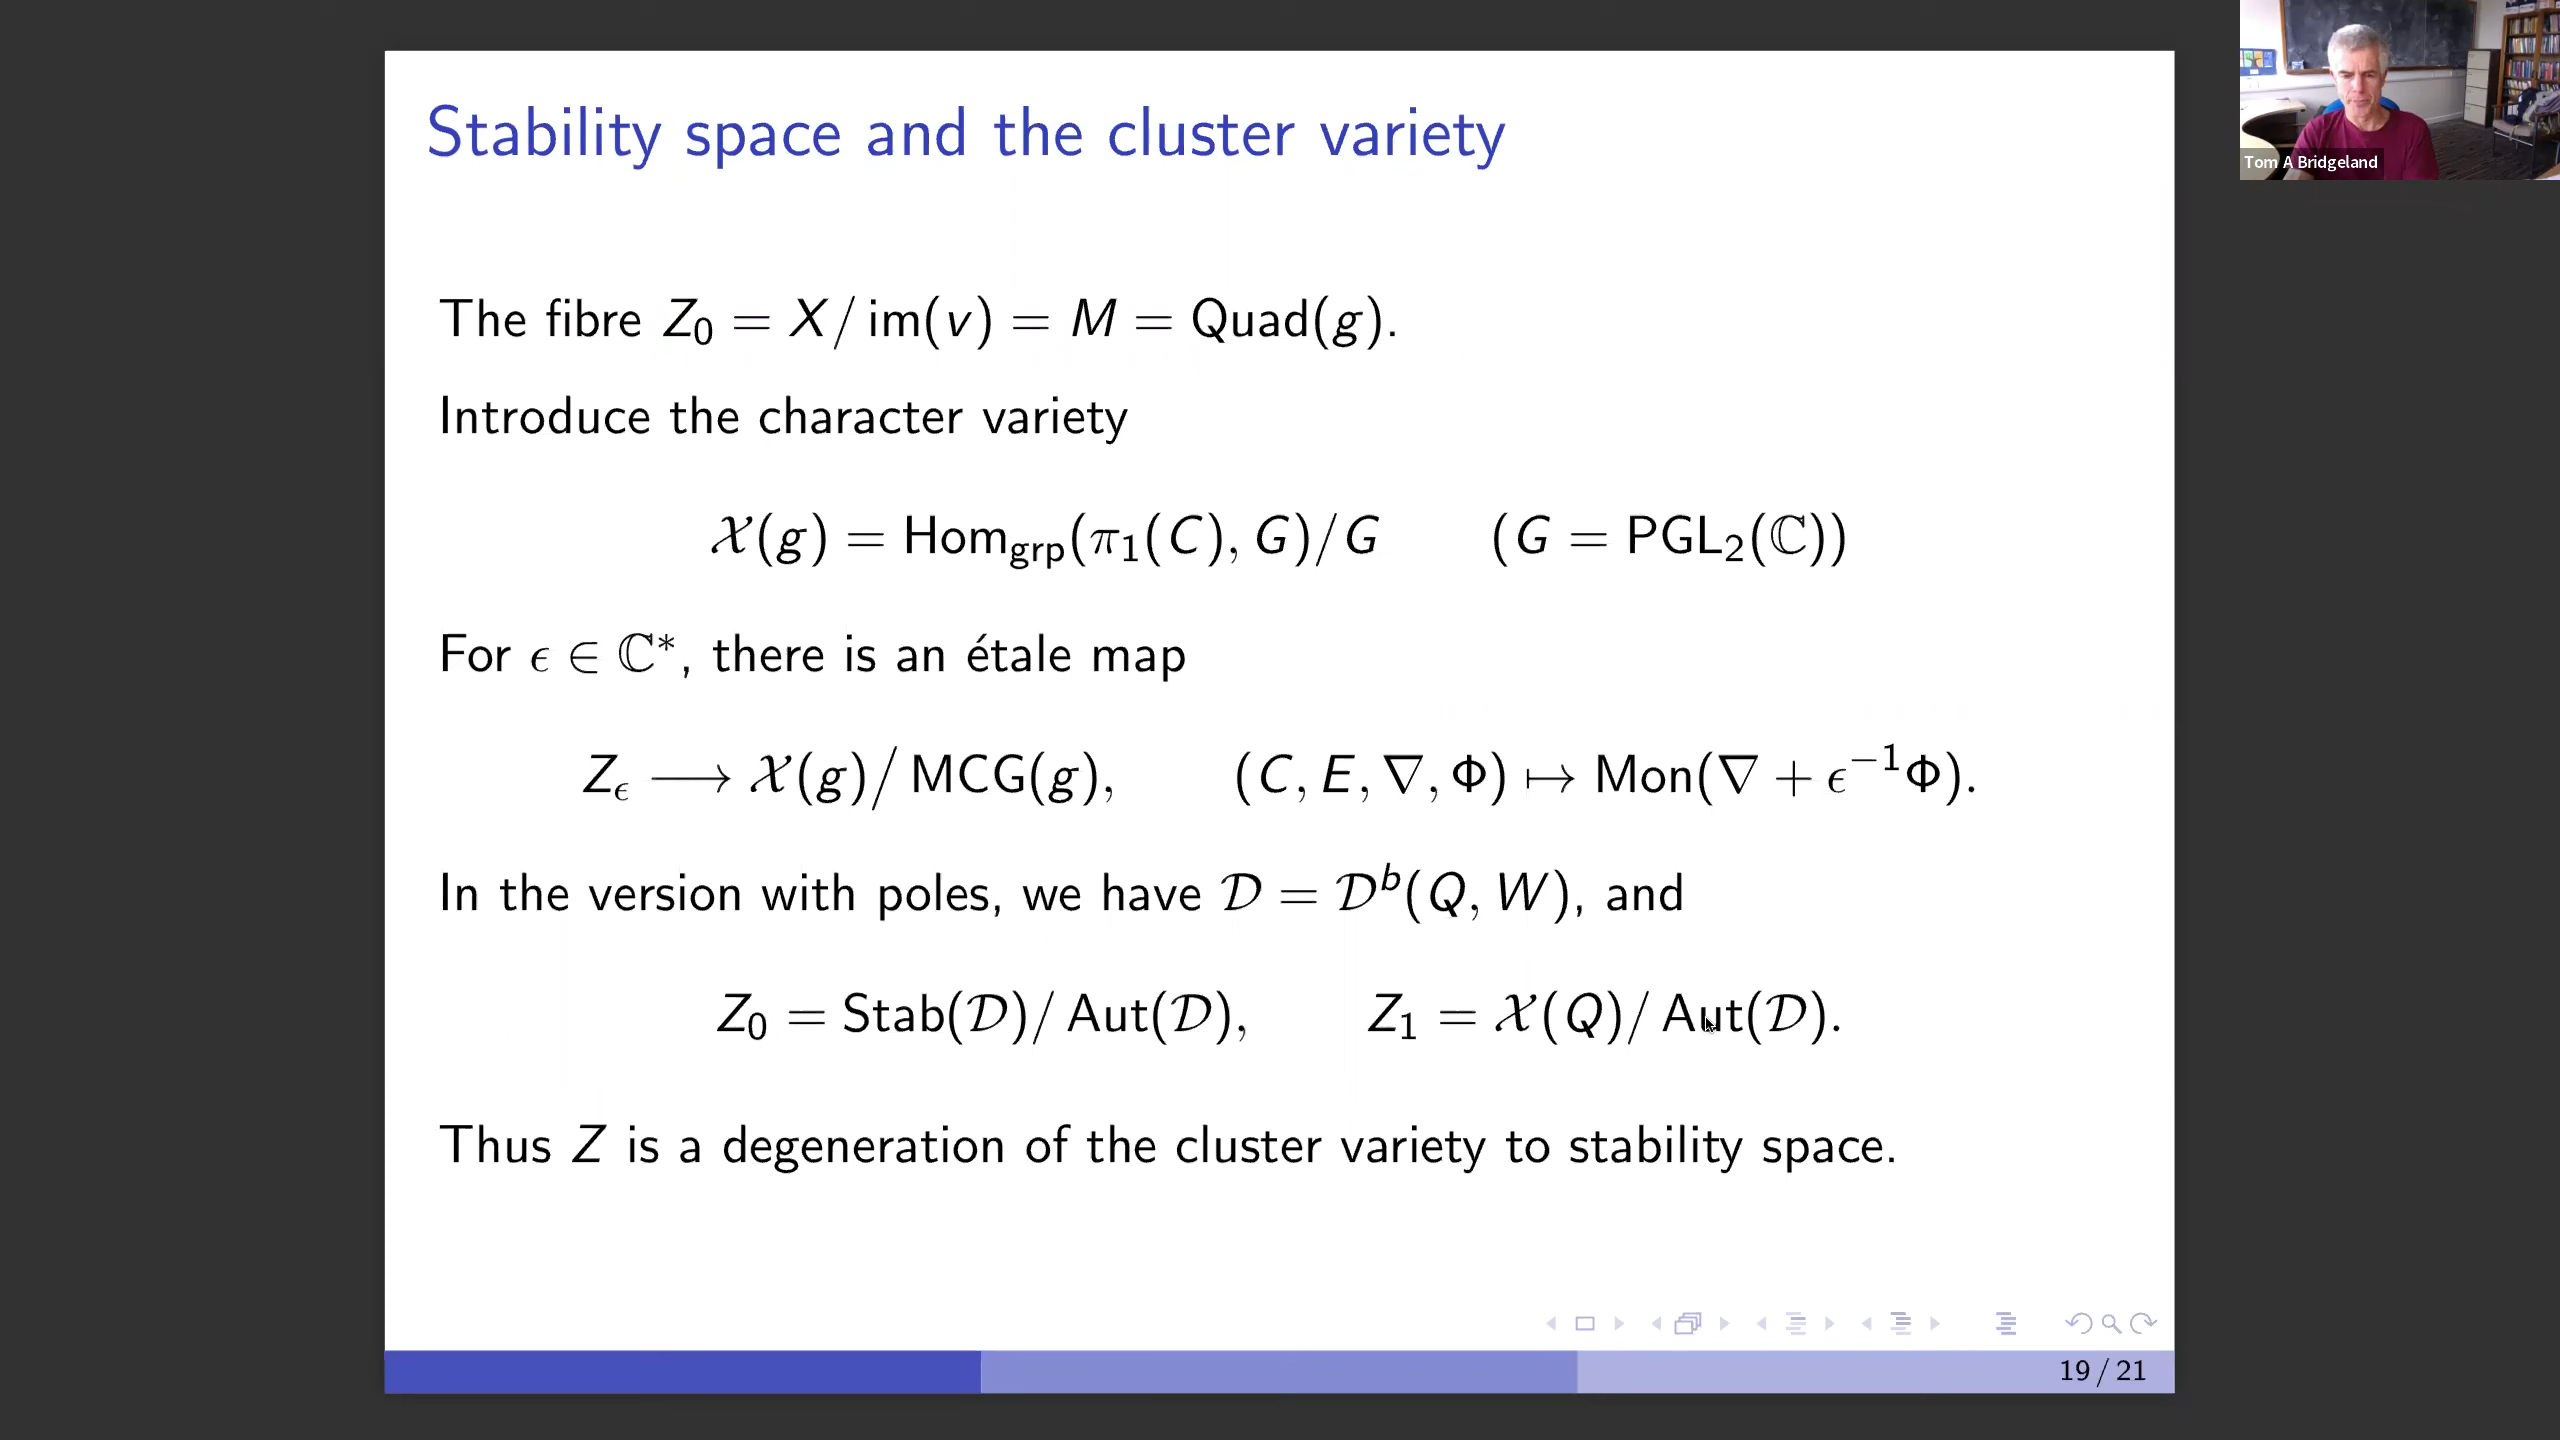 Stability space and the cluster variety
The fibre Z₀ = X/ im(v) = M = Quad(g).
Introduce the character variety
𝒳(g) = Hom_grp(π₁(C), G)/G (G = PGL₂(ℂ))
For ϵ ∈ ℂ*, there is an étale map
Z_ϵ ⟶ 𝒳(g)/ MCG(g), (C, E, ∇, Φ) ↦ Mon(∇ + ϵ⁻¹Φ).
In the version with poles, we have 𝒟 = 𝒟ᵇ(Q, W), and
Z₀ = Stab(𝒟)/ Aut(𝒟), Z₁ = 𝒳(Q)/ Aut(𝒟).
Thus Z is a degeneration of the cluster variety to stability space.
19 / 21
Tom A Bridgeland